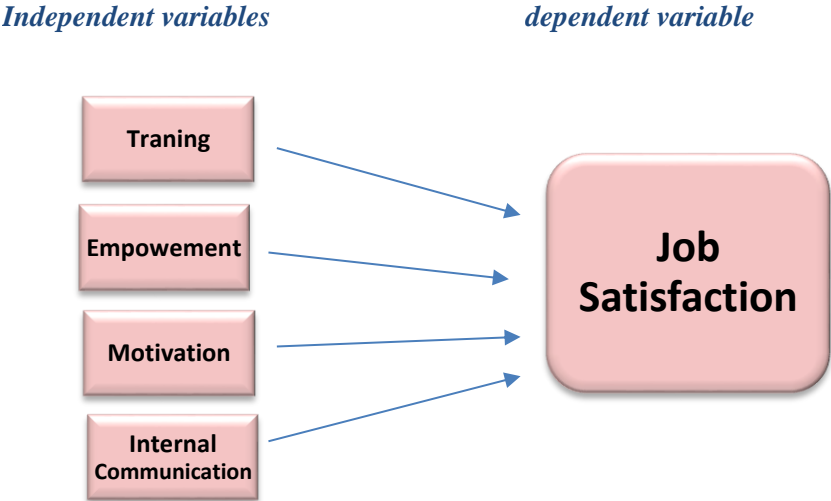 Independent variables
dependent variable
Traning
Empowement
Motivation
Internal
Communication
Job
Satisfaction